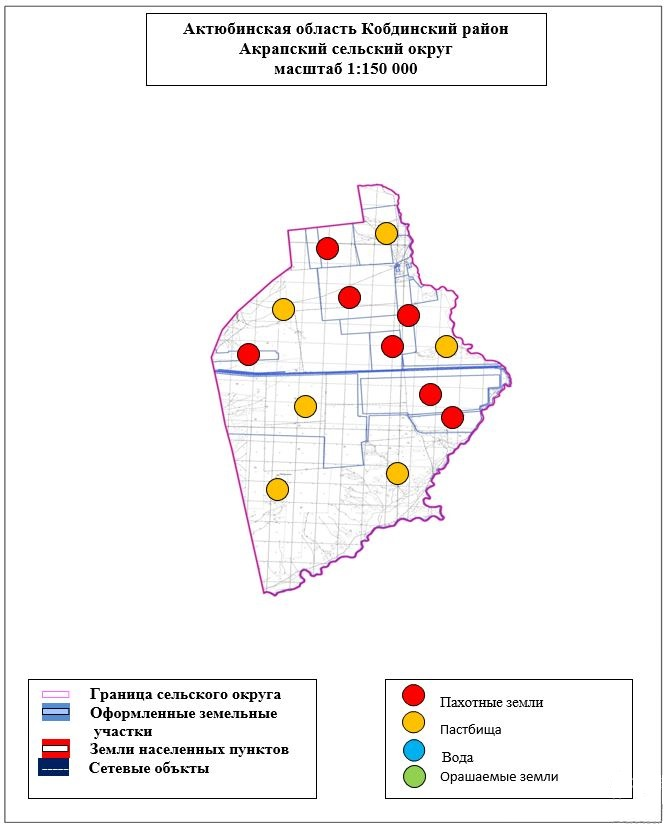 Актюбинская область Кобдинский район
Акрапский сельский округ
масштаб 1:150 000
Граница сельского округа
Оформленные земельные
участки
Земли населенных пунктов
Сетевые обькты
Пахотные земли
Пастбища
Вода
Орашаемые земли